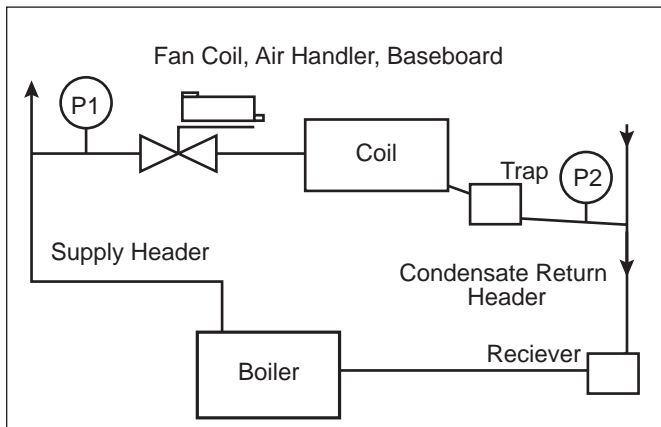 Fan Coil, Air Handler, Baseboard
P1
Coil
Trap
P2
Supply Header
Condensate Return
Header
Reciever
Boiler